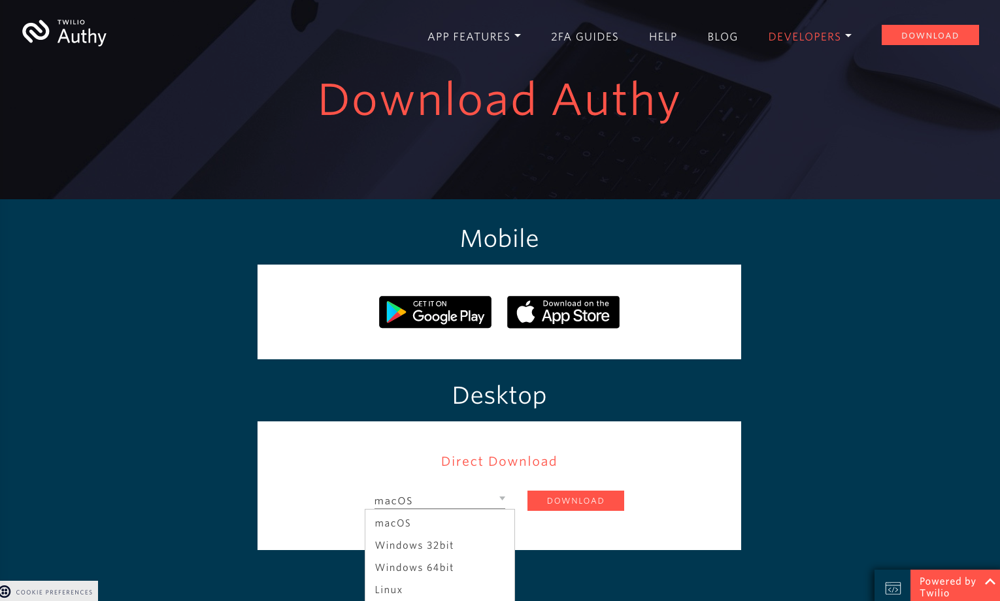 TWILIO
Authy
APP FEATURES
2FA GUIDES
HELP
BLOG
DEVELOPERS
DOWNLOAD
Download Authy
Mobile
GET IT ON
Google Play
Download on the
App Store
Desktop
Direct Download
macOS
DOWNLOAD
macOS
Windows 32bit
Windows 64bit
Linux
COOKIE PREFERENCES
Powered by
Twilio